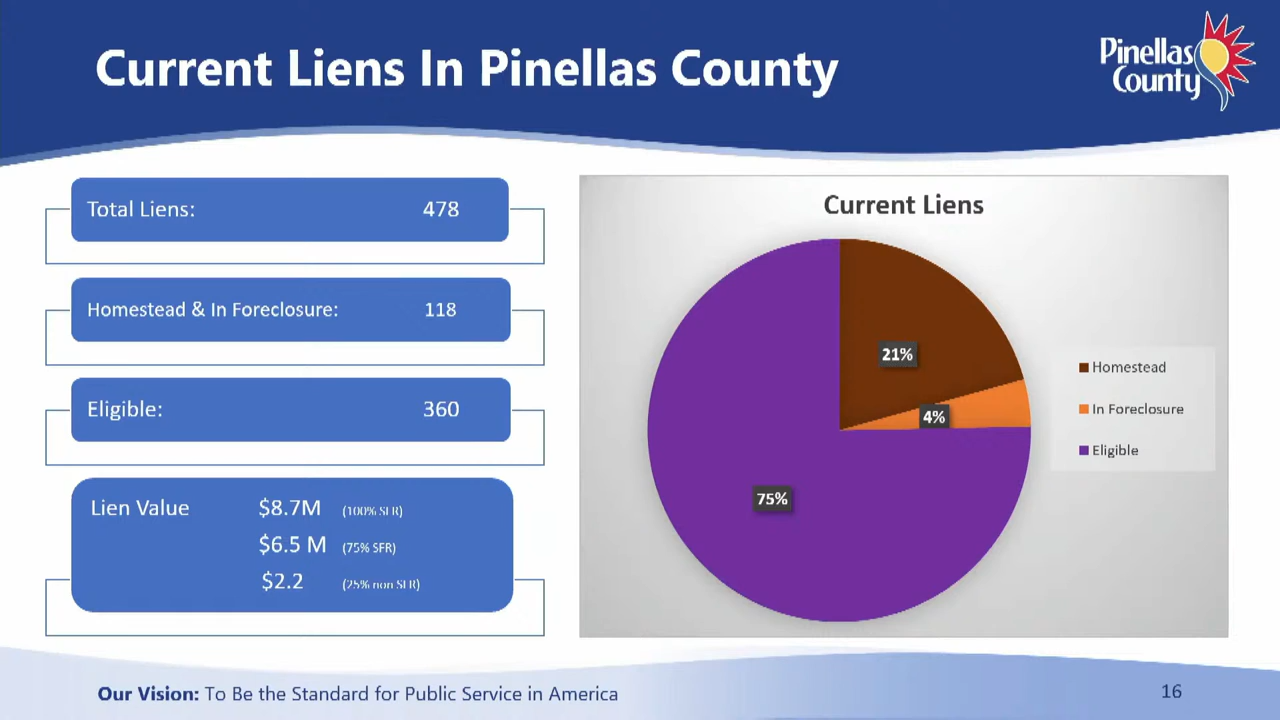 Current Liens In Pinellas County
Pinellas
County
Total Liens: 478
Homestead & In Foreclosure: 118
Eligible: 360
Lien Value $8.7M (100% SFR)
$6.5 M (75% SFR)
$2.2 (25% non SFR)
Current Liens
21%
4%
75%
Homestead
In Foreclosure
Eligible
Our Vision: To Be the Standard for Public Service in America
16